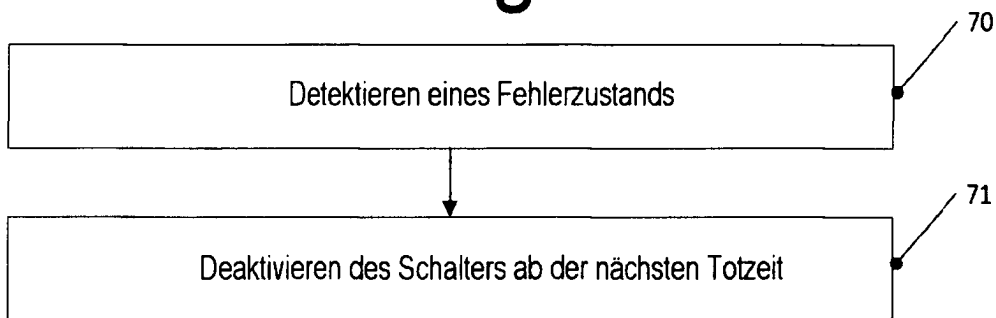 70
Detektieren eines Fehlerzustands
71
Deaktivieren des Schalters ab der nächsten Totzeit